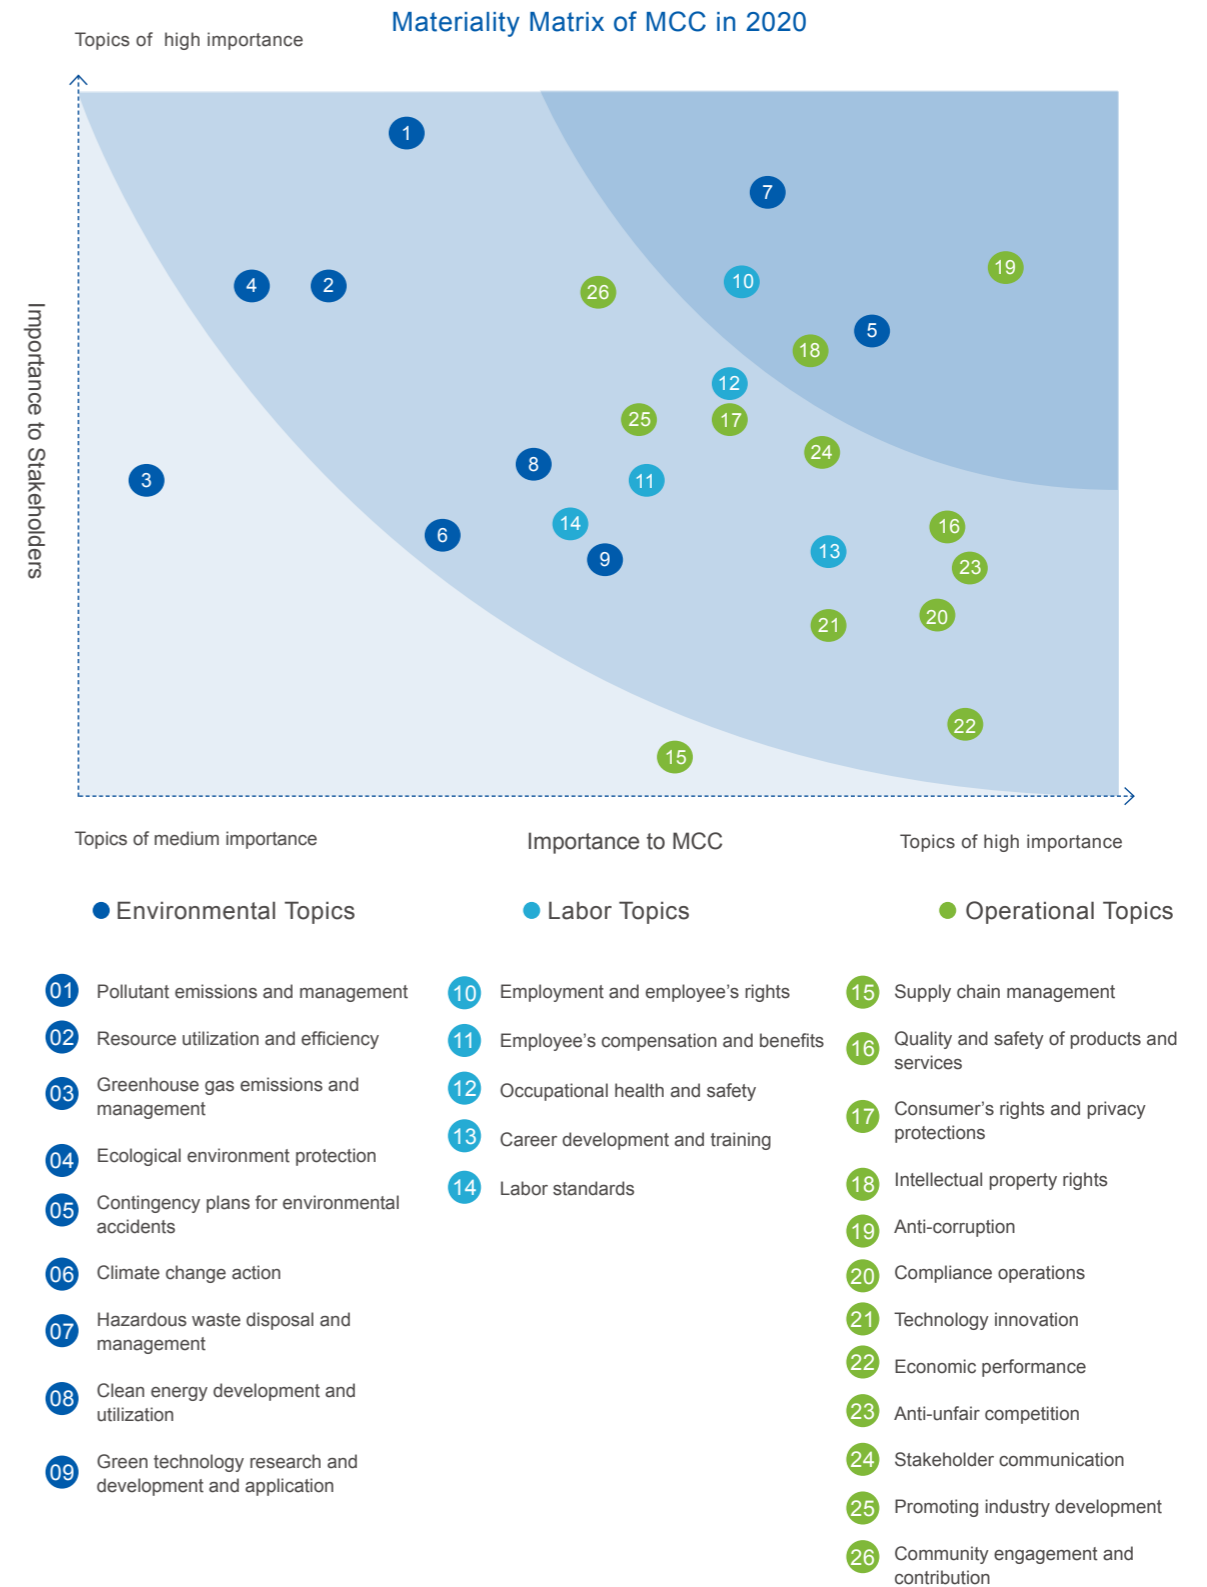 Materiality Matrix of MCC in 2020
Topics of high importance
1
7
19
10
4
2
26
5
18
12
25
17
24
8
3
11
14
16
6
13
9
23
20
21
22
15
Importance to Stakeholders
Topics of medium importance
Importance to MCC
Topics of high importance
Environmental Topics
01 Pollutant emissions and management
02 Resource utilization and efficiency
03 Greenhouse gas emissions and
management
04 Ecological environment protection
05 Contingency plans for environmental
accidents
06 Climate change action
07 Hazardous waste disposal and
management
08 Clean energy development and
utilization
09 Green technology research and
development and application
Labor Topics
10 Employment and employee’s rights
11 Employee’s compensation and benefits
12 Occupational health and safety
13 Career development and training
14 Labor standards
Operational Topics
15 Supply chain management
16 Quality and safety of products and
services
17 Consumer’s rights and privacy
protections
18 Intellectual property rights
19 Anti-corruption
20 Compliance operations
21 Technology innovation
22 Economic performance
23 Anti-unfair competition
24 Stakeholder communication
25 Promoting industry development
26 Community engagement and
contribution